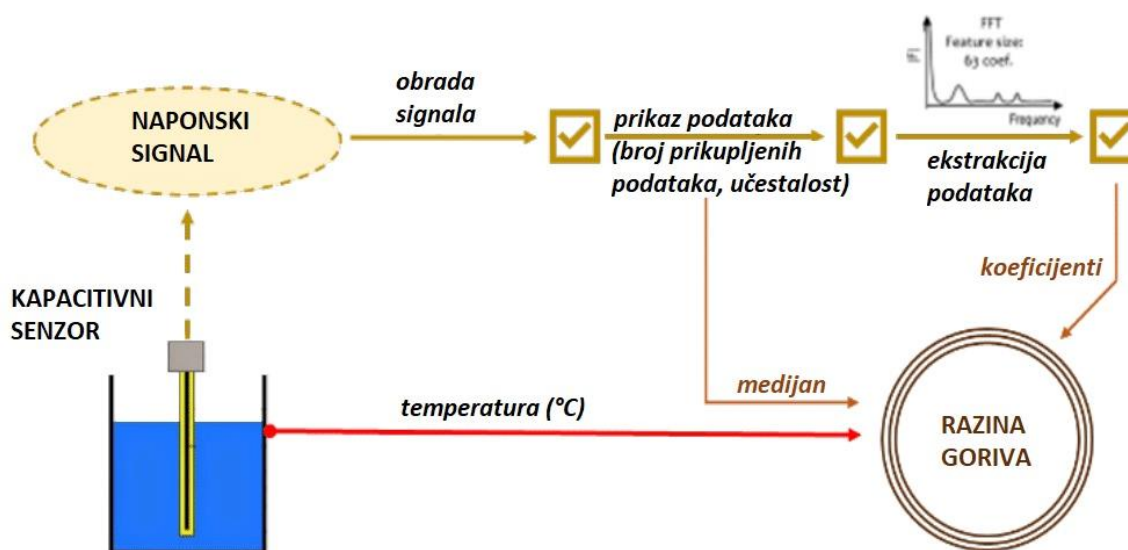 NAPONSKI
SIGNAL
obrada
signala
prikaz podataka
(broj prikupljenih
podataka, učestalost)
FFT
Feature size:
63 coef.
|F|
Frequency
ekstrakcija
podataka
koeficijenti
KAPACITIVNI
SENZOR
medijan
temperatura (°C)
RAZINA
GORIVA